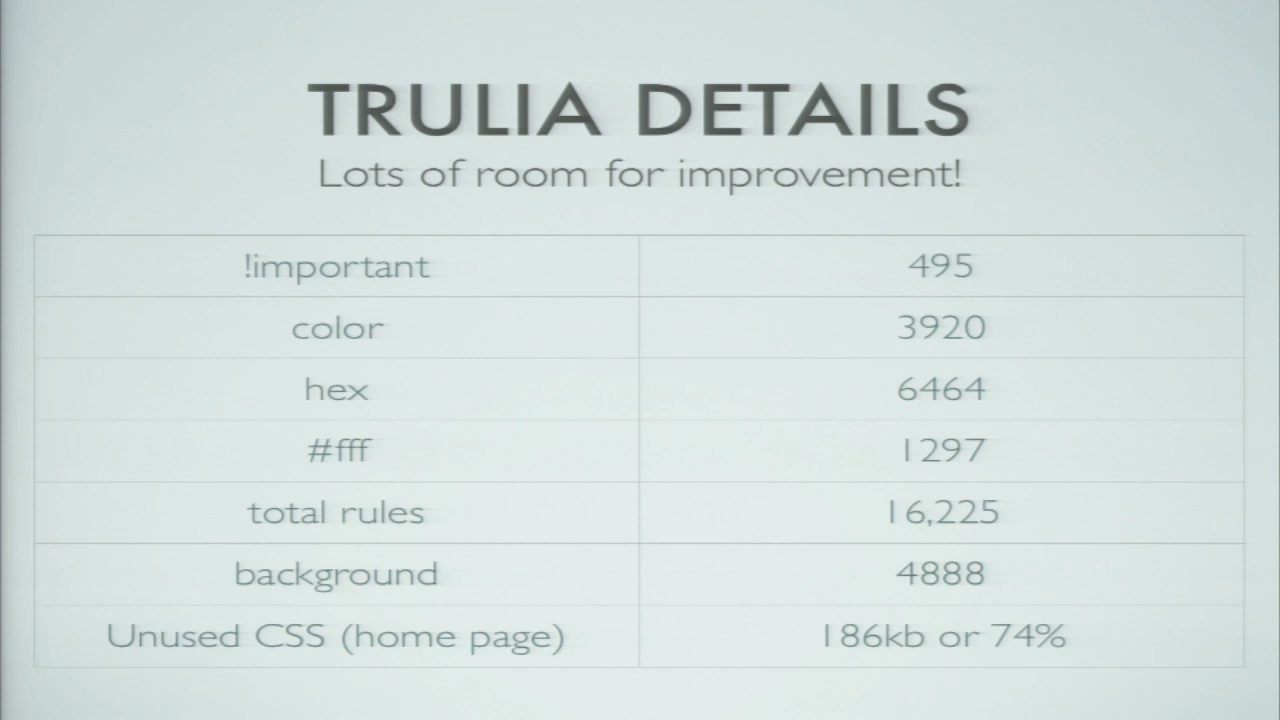 TRULIA DETAILS
Lots of room for improvement!
!important 495
color 3920
hex 6464
#fff 1297
total rules 16,225
background 4888
Unused CSS (home page) 186kb or 74%